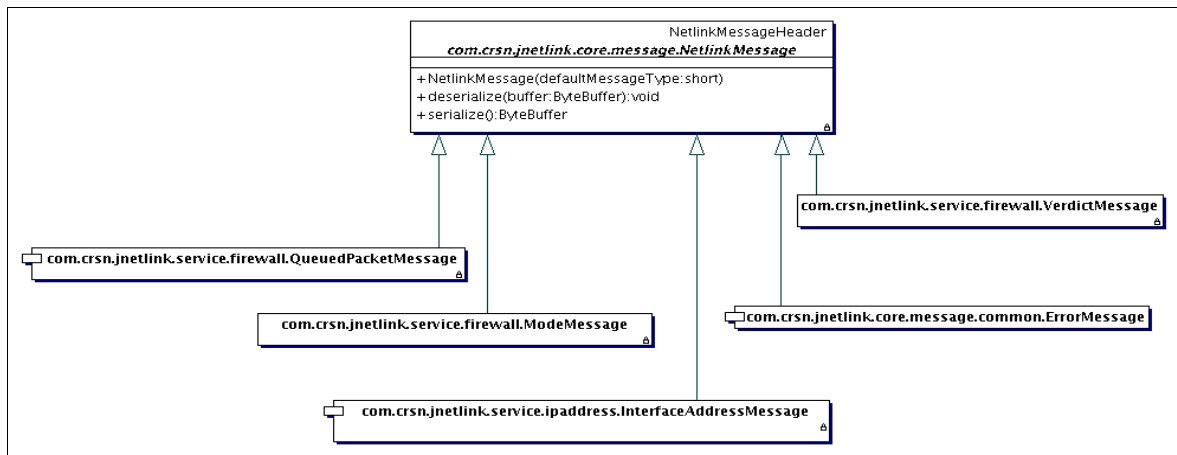 NetlinkMessageHeader
com.crsn.jnetlink.core.message.NetlinkMessage
+ NetlinkMessage(defaultMessageType:short)
+ deserialize(buffer:ByteBuffer):void
+ serialize():ByteBuffer
com.crsn.jnetlink.service.firewall.VerdictMessage
com.crsn.jnetlink.service.firewall.QueuedPacketMessage
com.crsn.jnetlink.service.firewall.ModeMessage
com.crsn.jnetlink.core.message.common.ErrorMessage
com.crsn.jnetlink.service.ipaddress.InterfaceAddressMessage